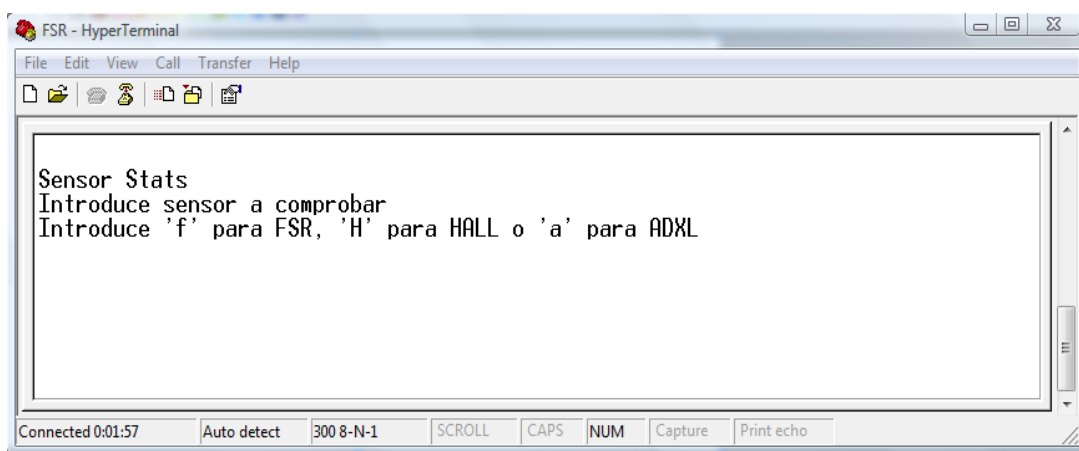 FSR - HyperTerminal
File Edit View Call Transfer Help
Sensor Stats
Introduce sensor a comprobar
Introduce 'f' para FSR, 'H' para HALL o 'a' para ADXL
Connected 0:01:57 Auto detect 300 8-N-1 SCROLL CAPS NUM Capture Print echo